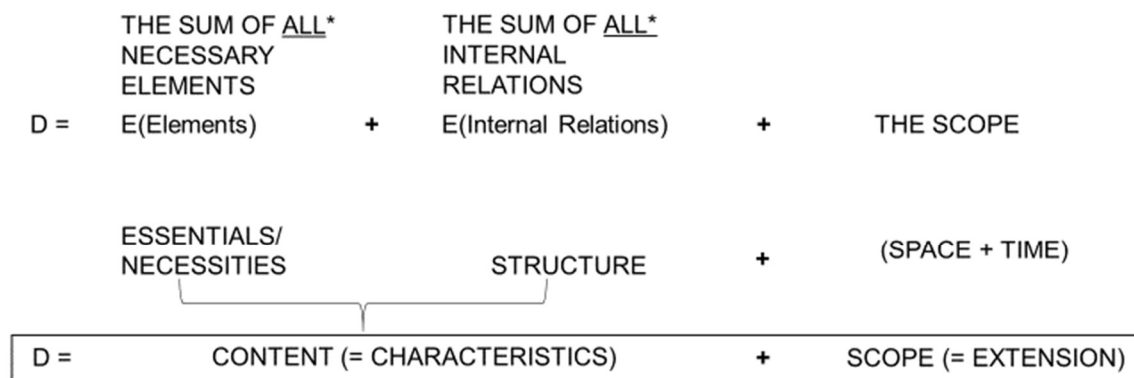 THE SUM OF ALL* THE SUM OF ALL*
NECESSARY INTERNAL
ELEMENTS RELATIONS
D = E(Elements) + E(Internal Relations) + THE SCOPE
ESSENTIALS/
NECESSITIES STRUCTURE + (SPACE + TIME)
D = CONTENT (= CHARACTERISTICS) + SCOPE (= EXTENSION)